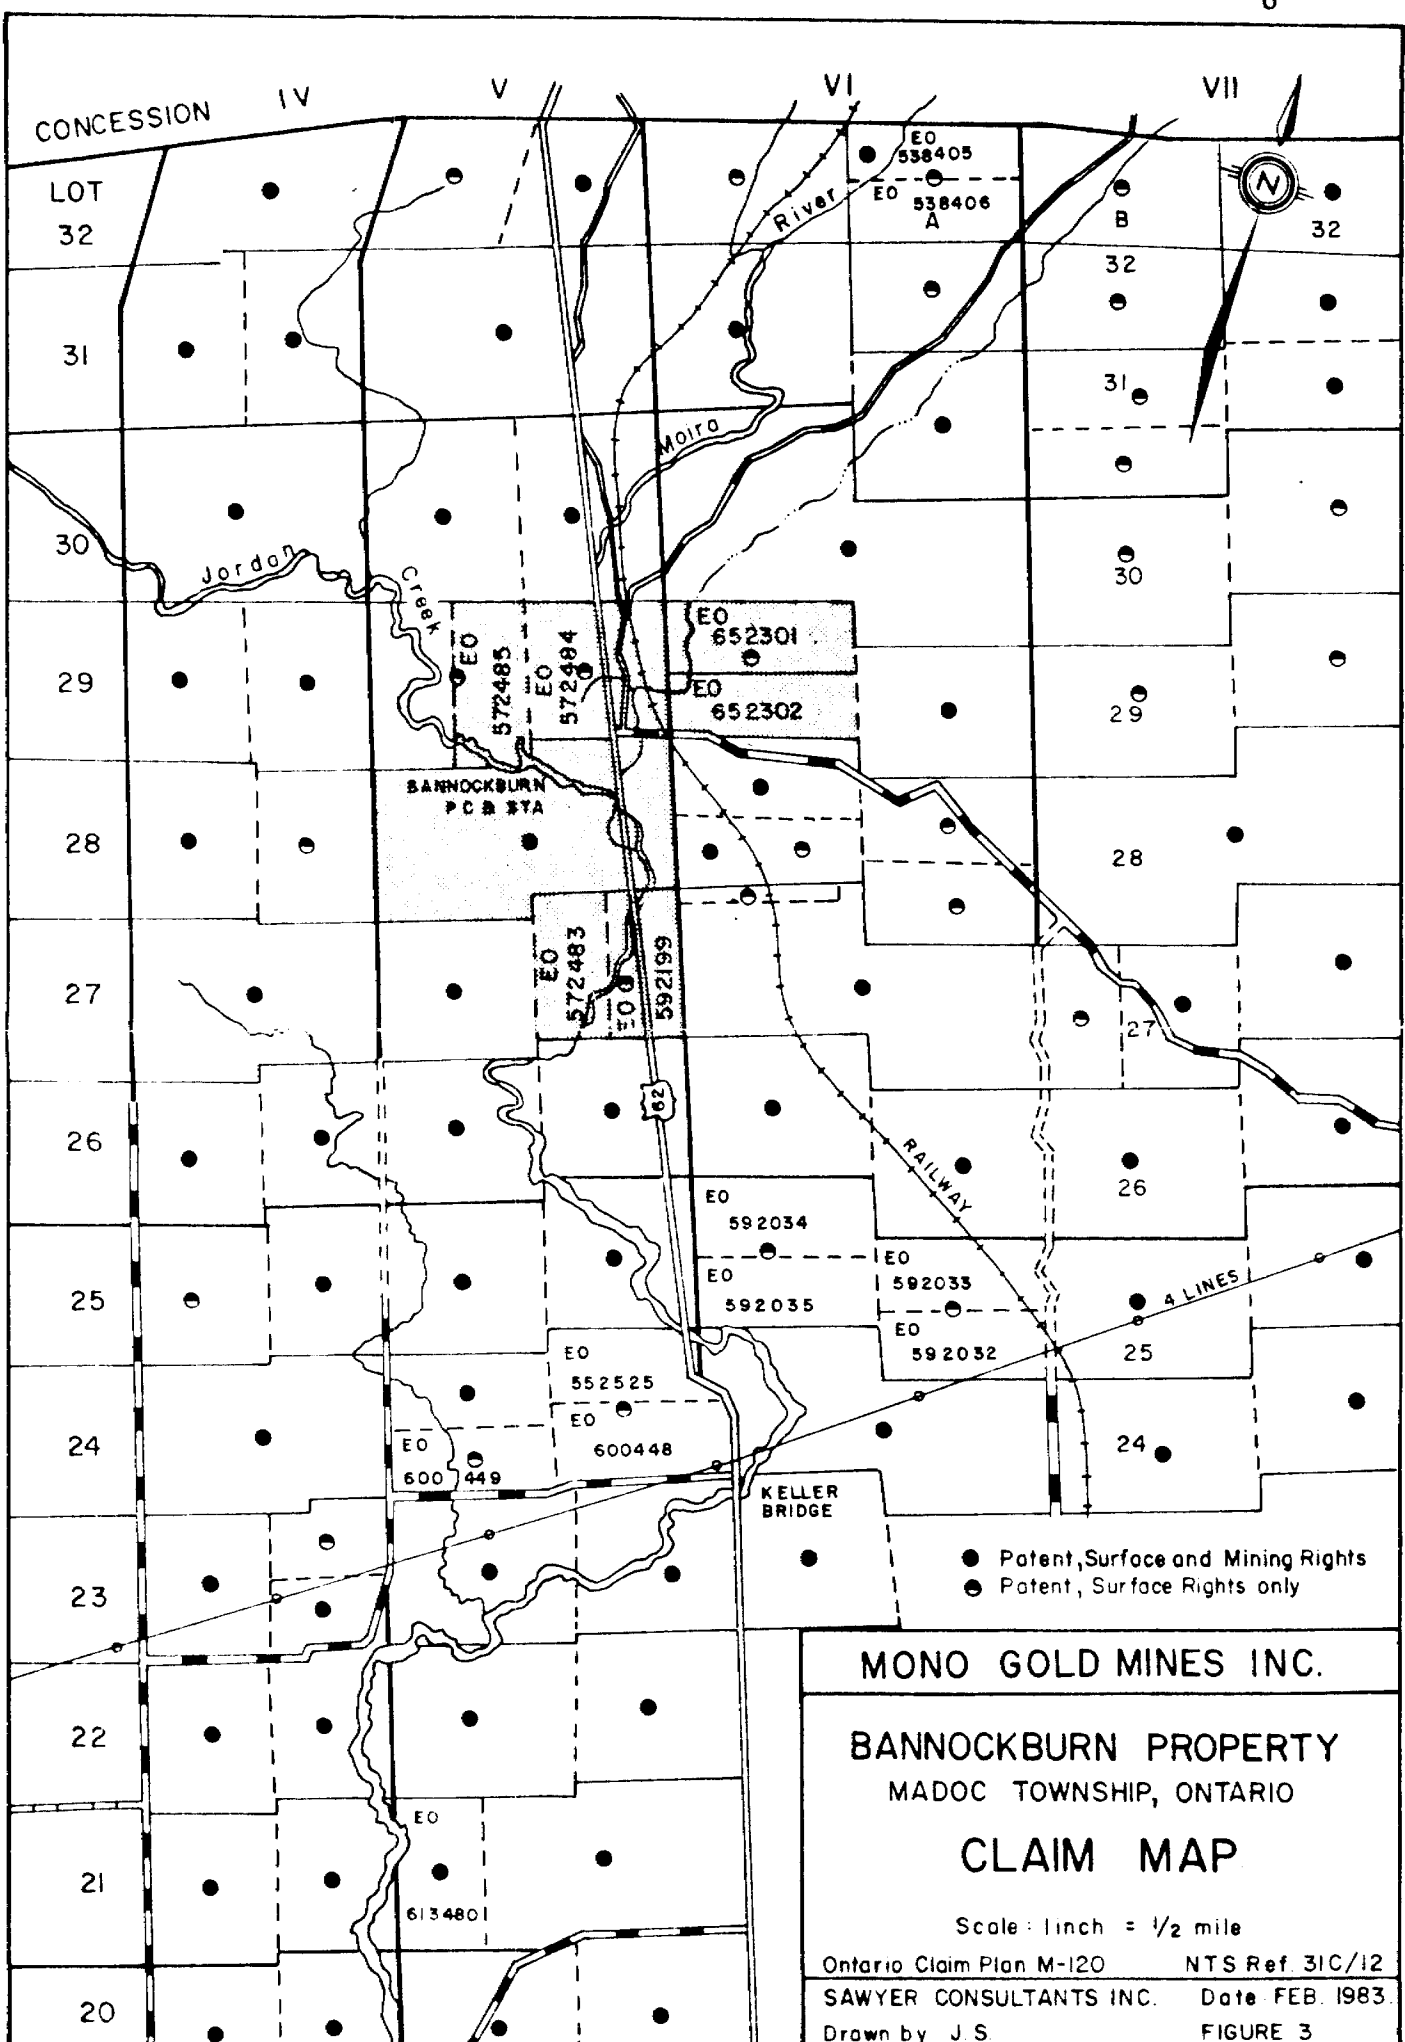 6
CONCESSION IV V VI VII
LOT
32
EO
538405
EO 538406
A
B
32
32
N
River
31
31
Moira
30
30
Jordan
Creek
29
EO
572485
EO
572484
EO
652301
EO
652302
29
BANNOCKBURN
28
28
27
EO
572483
EO
592199
27
26
62
RAILWAY
26
EO
592034
EO
592035
EO
592033
EO
592032
4 LINES
25
25
EO
552525
EO
600448
EO
600 449
24
24
KELLER
BRIDGE
Patent, Surface and Mining Rights
Patent, Surface Rights only
23
22
21
EO
613480
20
MONO GOLD MINES INC.
BANNOCKBURN PROPERTY
MADOC TOWNSHIP, ONTARIO
CLAIM MAP
Scale : 1 inch = 1/2 mile
Ontario Claim Plan M-120 NTS Ref. 31C/12
SAWYER CONSULTANTS INC. Date FEB. 1983.
Drawn by J.S. FIGURE 3